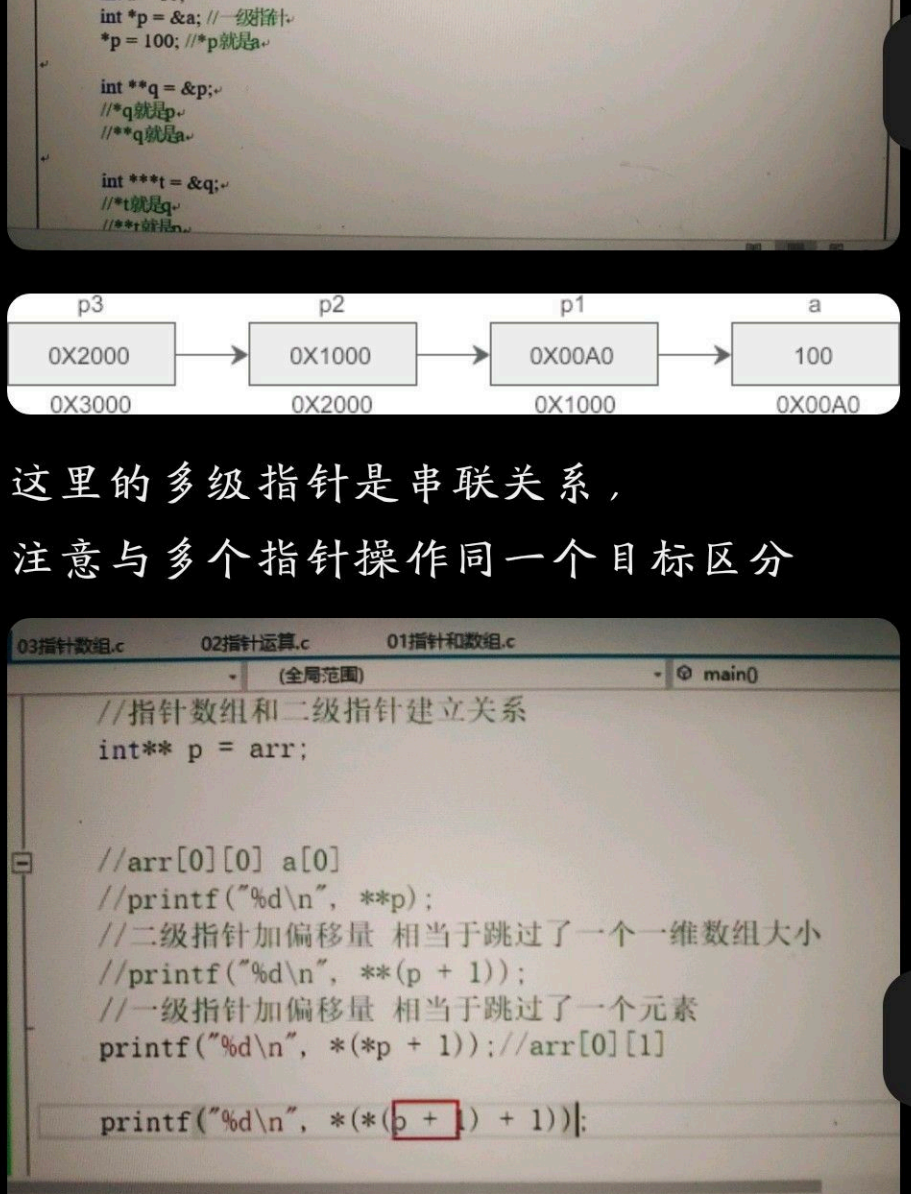 int *p = &a; //一级指针
*p = 100; //*p就是a
int **q = &p;
//*q就是p
//**q就是a
int ***t = &q;
//*t就是q
//**t就是p
p3 p2 p1 a
0X2000 0X1000 0X00A0 100
0X3000 0X2000 0X1000 0X00A0
这里的多级指针是串联关系，
注意与多个指针操作同一个目标区分
03指针数组.c 02指针运算.c 01指针和数组.c
(全局范围) main()
//指针数组和二级指针建立关系
int** p = arr;
//arr[0][0] a[0]
//printf("%d\n", **p);
//二级指针加偏移量 相当于跳过了一个一维数组大小
//printf("%d\n", **(p + 1));
//一级指针加偏移量 相当于跳过了一个元素
printf("%d\n", *(*p + 1));//arr[0][1]
printf("%d\n", *(*(p + 1) + 1));